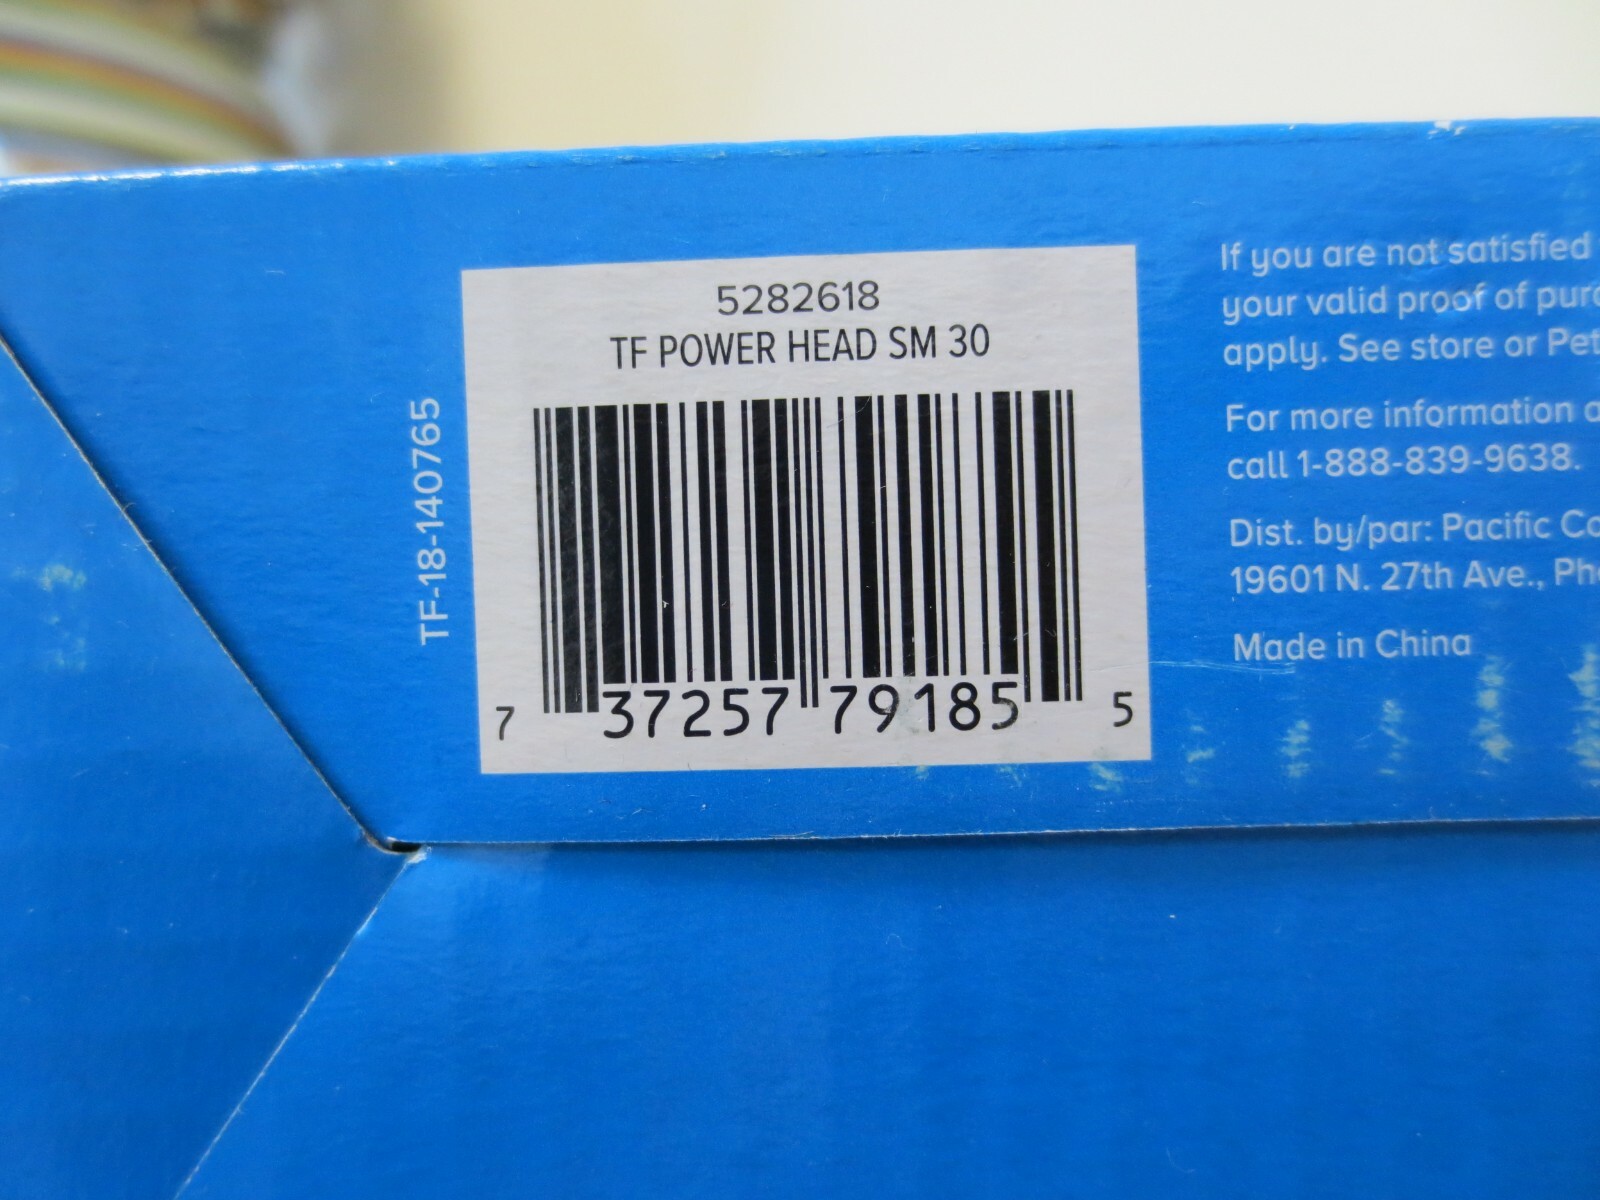 5282618
TF POWER HEAD SM 30
7 37257 79185 5
TF-18-140765
If you are not satisfied
your valid proof of
apply. See store or
For more information
call 1-888-839-9638.
Dist. by/par: Pacific
19601 N. 27th Ave.,
Made in China